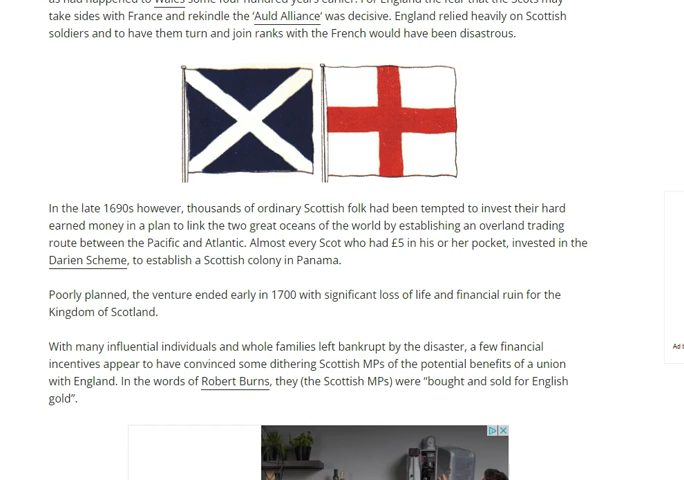 take sides with France and rekindle the 'Auld Alliance' was decisive. England relied heavily on Scottish
soldiers and to have them turn and join ranks with the French would have been disastrous.
In the late 1690s however, thousands of ordinary Scottish folk had been tempted to invest their hard
earned money in a plan to link the two great oceans of the world by establishing an overland trading
route between the Pacific and Atlantic. Almost every Scot who had £5 in his or her pocket, invested in the
Darien Scheme, to establish a Scottish colony in Panama.
Poorly planned, the venture ended early in 1700 with significant loss of life and financial ruin for the
Kingdom of Scotland.
With many influential individuals and whole families left bankrupt by the disaster, a few financial
incentives appear to have convinced some dithering Scottish MPs of the potential benefits of a union
with England. In the words of Robert Burns, they (the Scottish MPs) were “bought and sold for English
gold”.
Ad